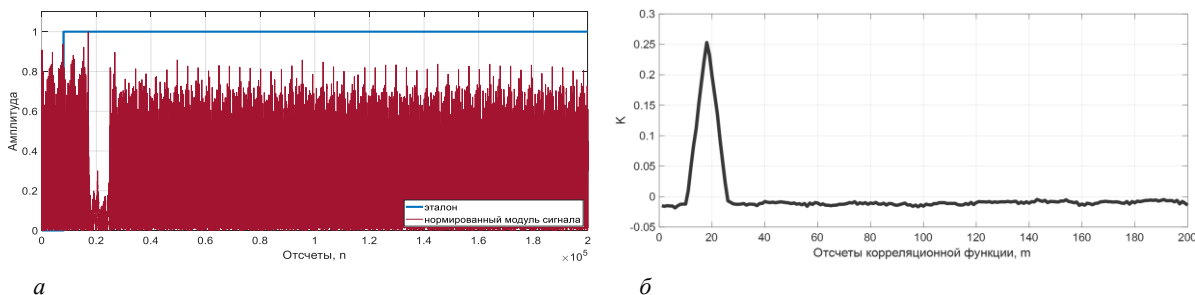 1
0.8
0.6
0.4
0.2
0
Амплитуда
эталон
нормированный модуль сигнала
0 0.2 0.4 0.6 0.8 1 1.2 1.4 1.6 1.8 2
×10⁵
Отсчеты, n
а
0.3
0.25
0.2
0.15
0.1
0.05
0
-0.05
К
0 20 40 60 80 100 120 140 160 180 200
Отсчеты корреляционной функции, m
б